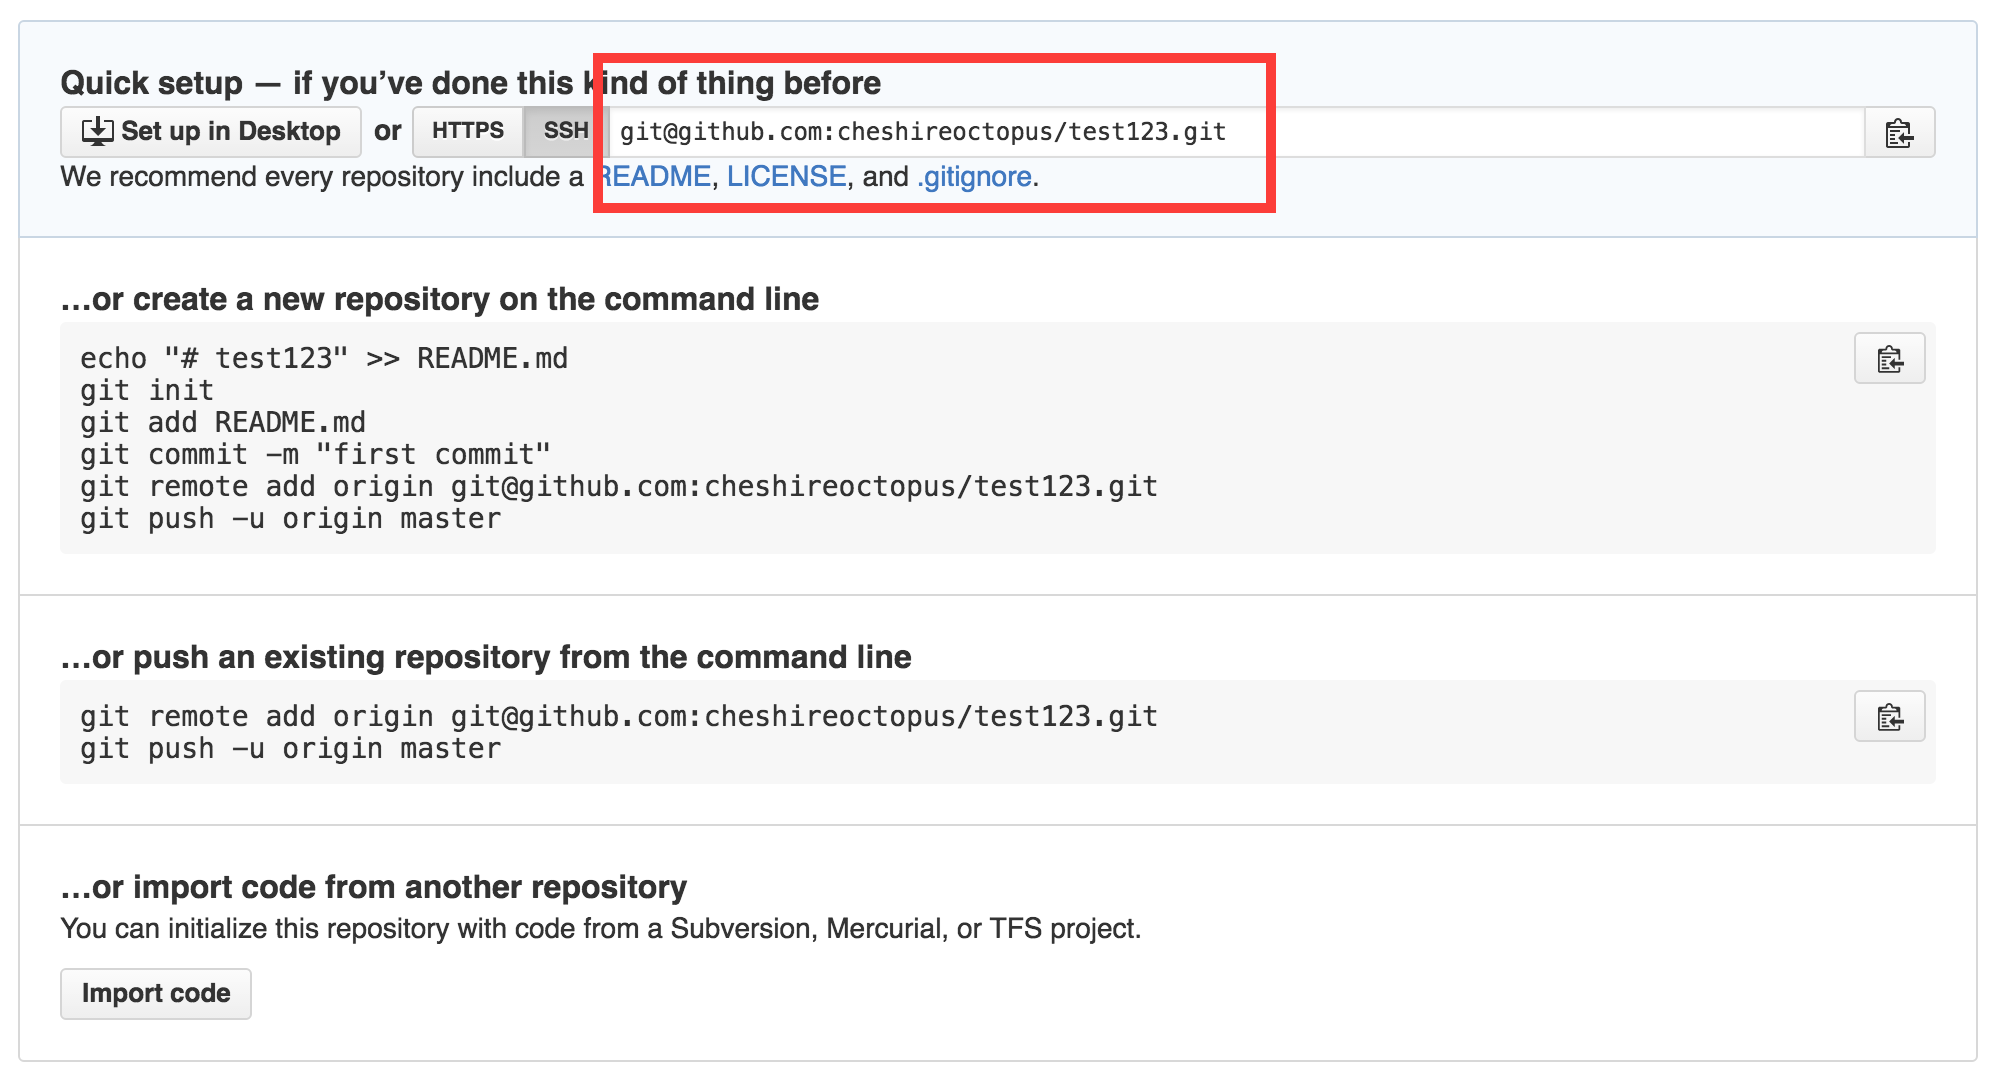 Quick setup — if you’ve done this kind of thing before
Set up in Desktop or HTTPS SSH git@github.com:cheshireoctopus/test123.git
We recommend every repository include a README, LICENSE, and .gitignore.
...or create a new repository on the command line
echo "# test123" >> README.md
git init
git add README.md
git commit -m "first commit"
git remote add origin git@github.com:cheshireoctopus/test123.git
git push -u origin master
...or push an existing repository from the command line
git remote add origin git@github.com:cheshireoctopus/test123.git
git push -u origin master
...or import code from another repository
You can initialize this repository with code from a Subversion, Mercurial, or TFS project.
Import code